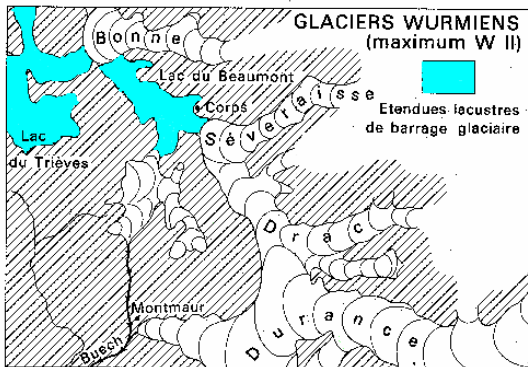 GLACIERS WURMIENS
(maximum W II)
Bonne
Lac du Beaumont
Corps
Séveraisse
Etendues lacustres
de barrage glaciaire
Lac
du Trièves
Drac
Montmaur
Durance
Buëch